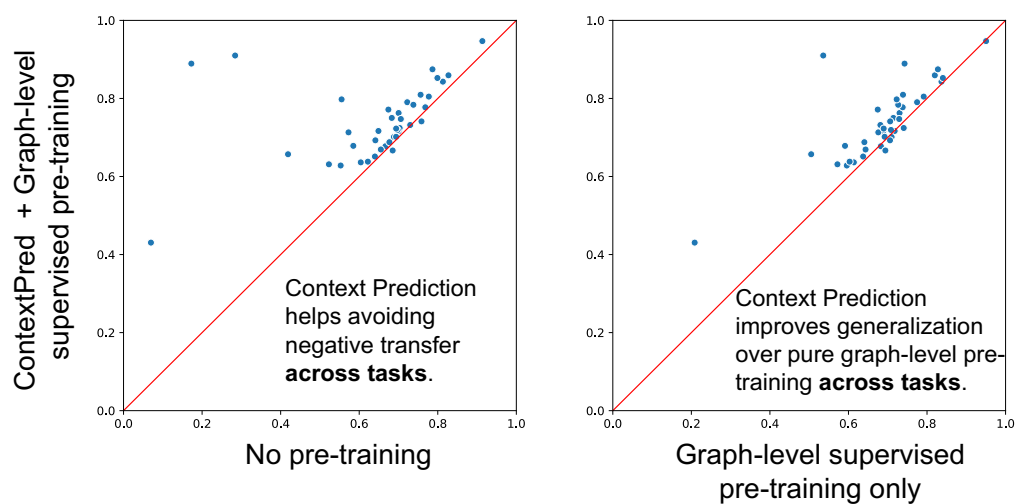 ContextPred + Graph-level
supervised pre-training
1.0
0.8
0.6
0.4
0.2
0.0
0.0 0.2 0.4 0.6 0.8 1.0
Context Prediction
helps avoiding
negative transfer
across tasks.
No pre-training
1.0
0.8
0.6
0.4
0.2
0.0
0.0 0.2 0.4 0.6 0.8 1.0
Context Prediction
improves generalization
over pure graph-level pre-
training across tasks.
Graph-level supervised
pre-training only